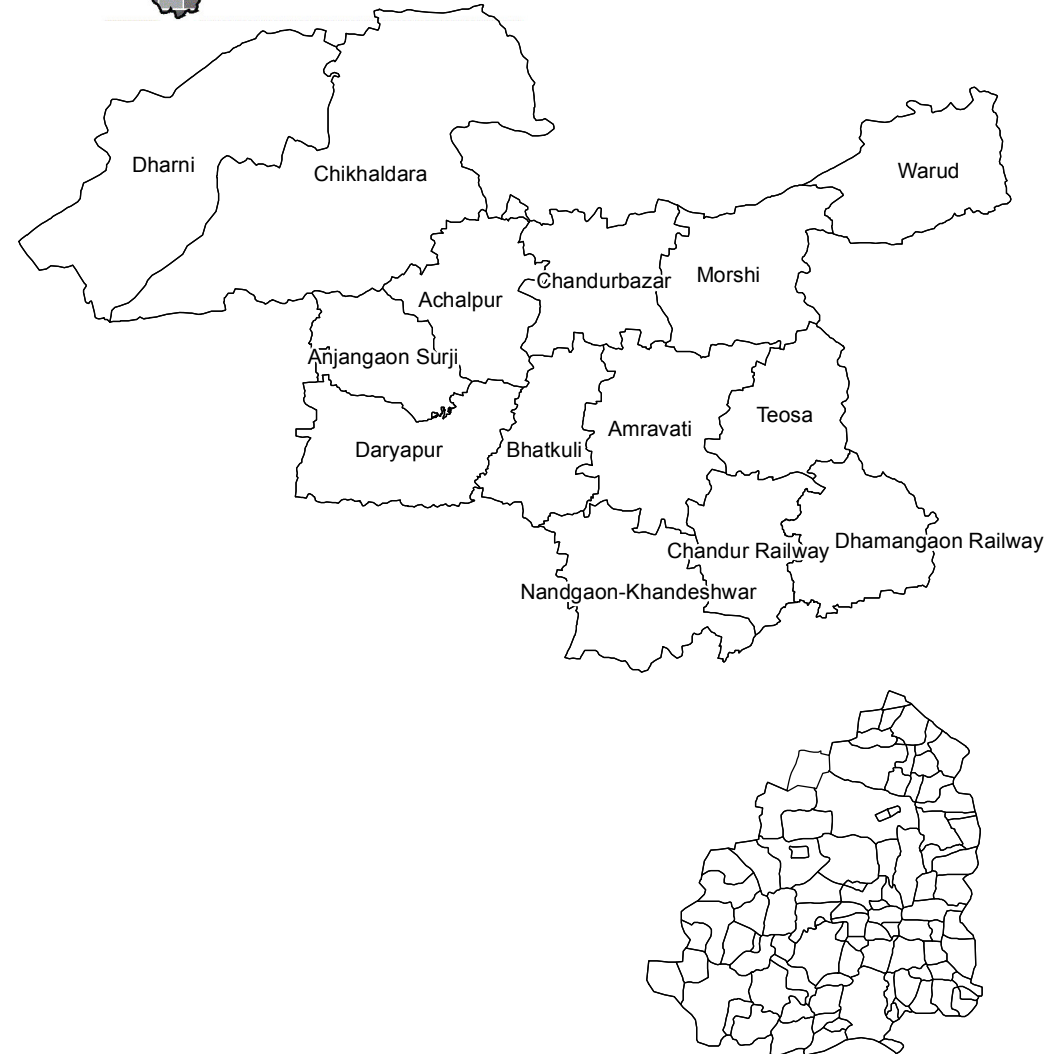 Dharni
Chikhaldara
Warud
Achalpur
Chandurbazar
Morshi
Anjangaon Surji
Daryapur
Bhatkuli
Amravati
Teosa
Chandur Railway
Dhamangaon Railway
Nandgaon-Khandeshwar